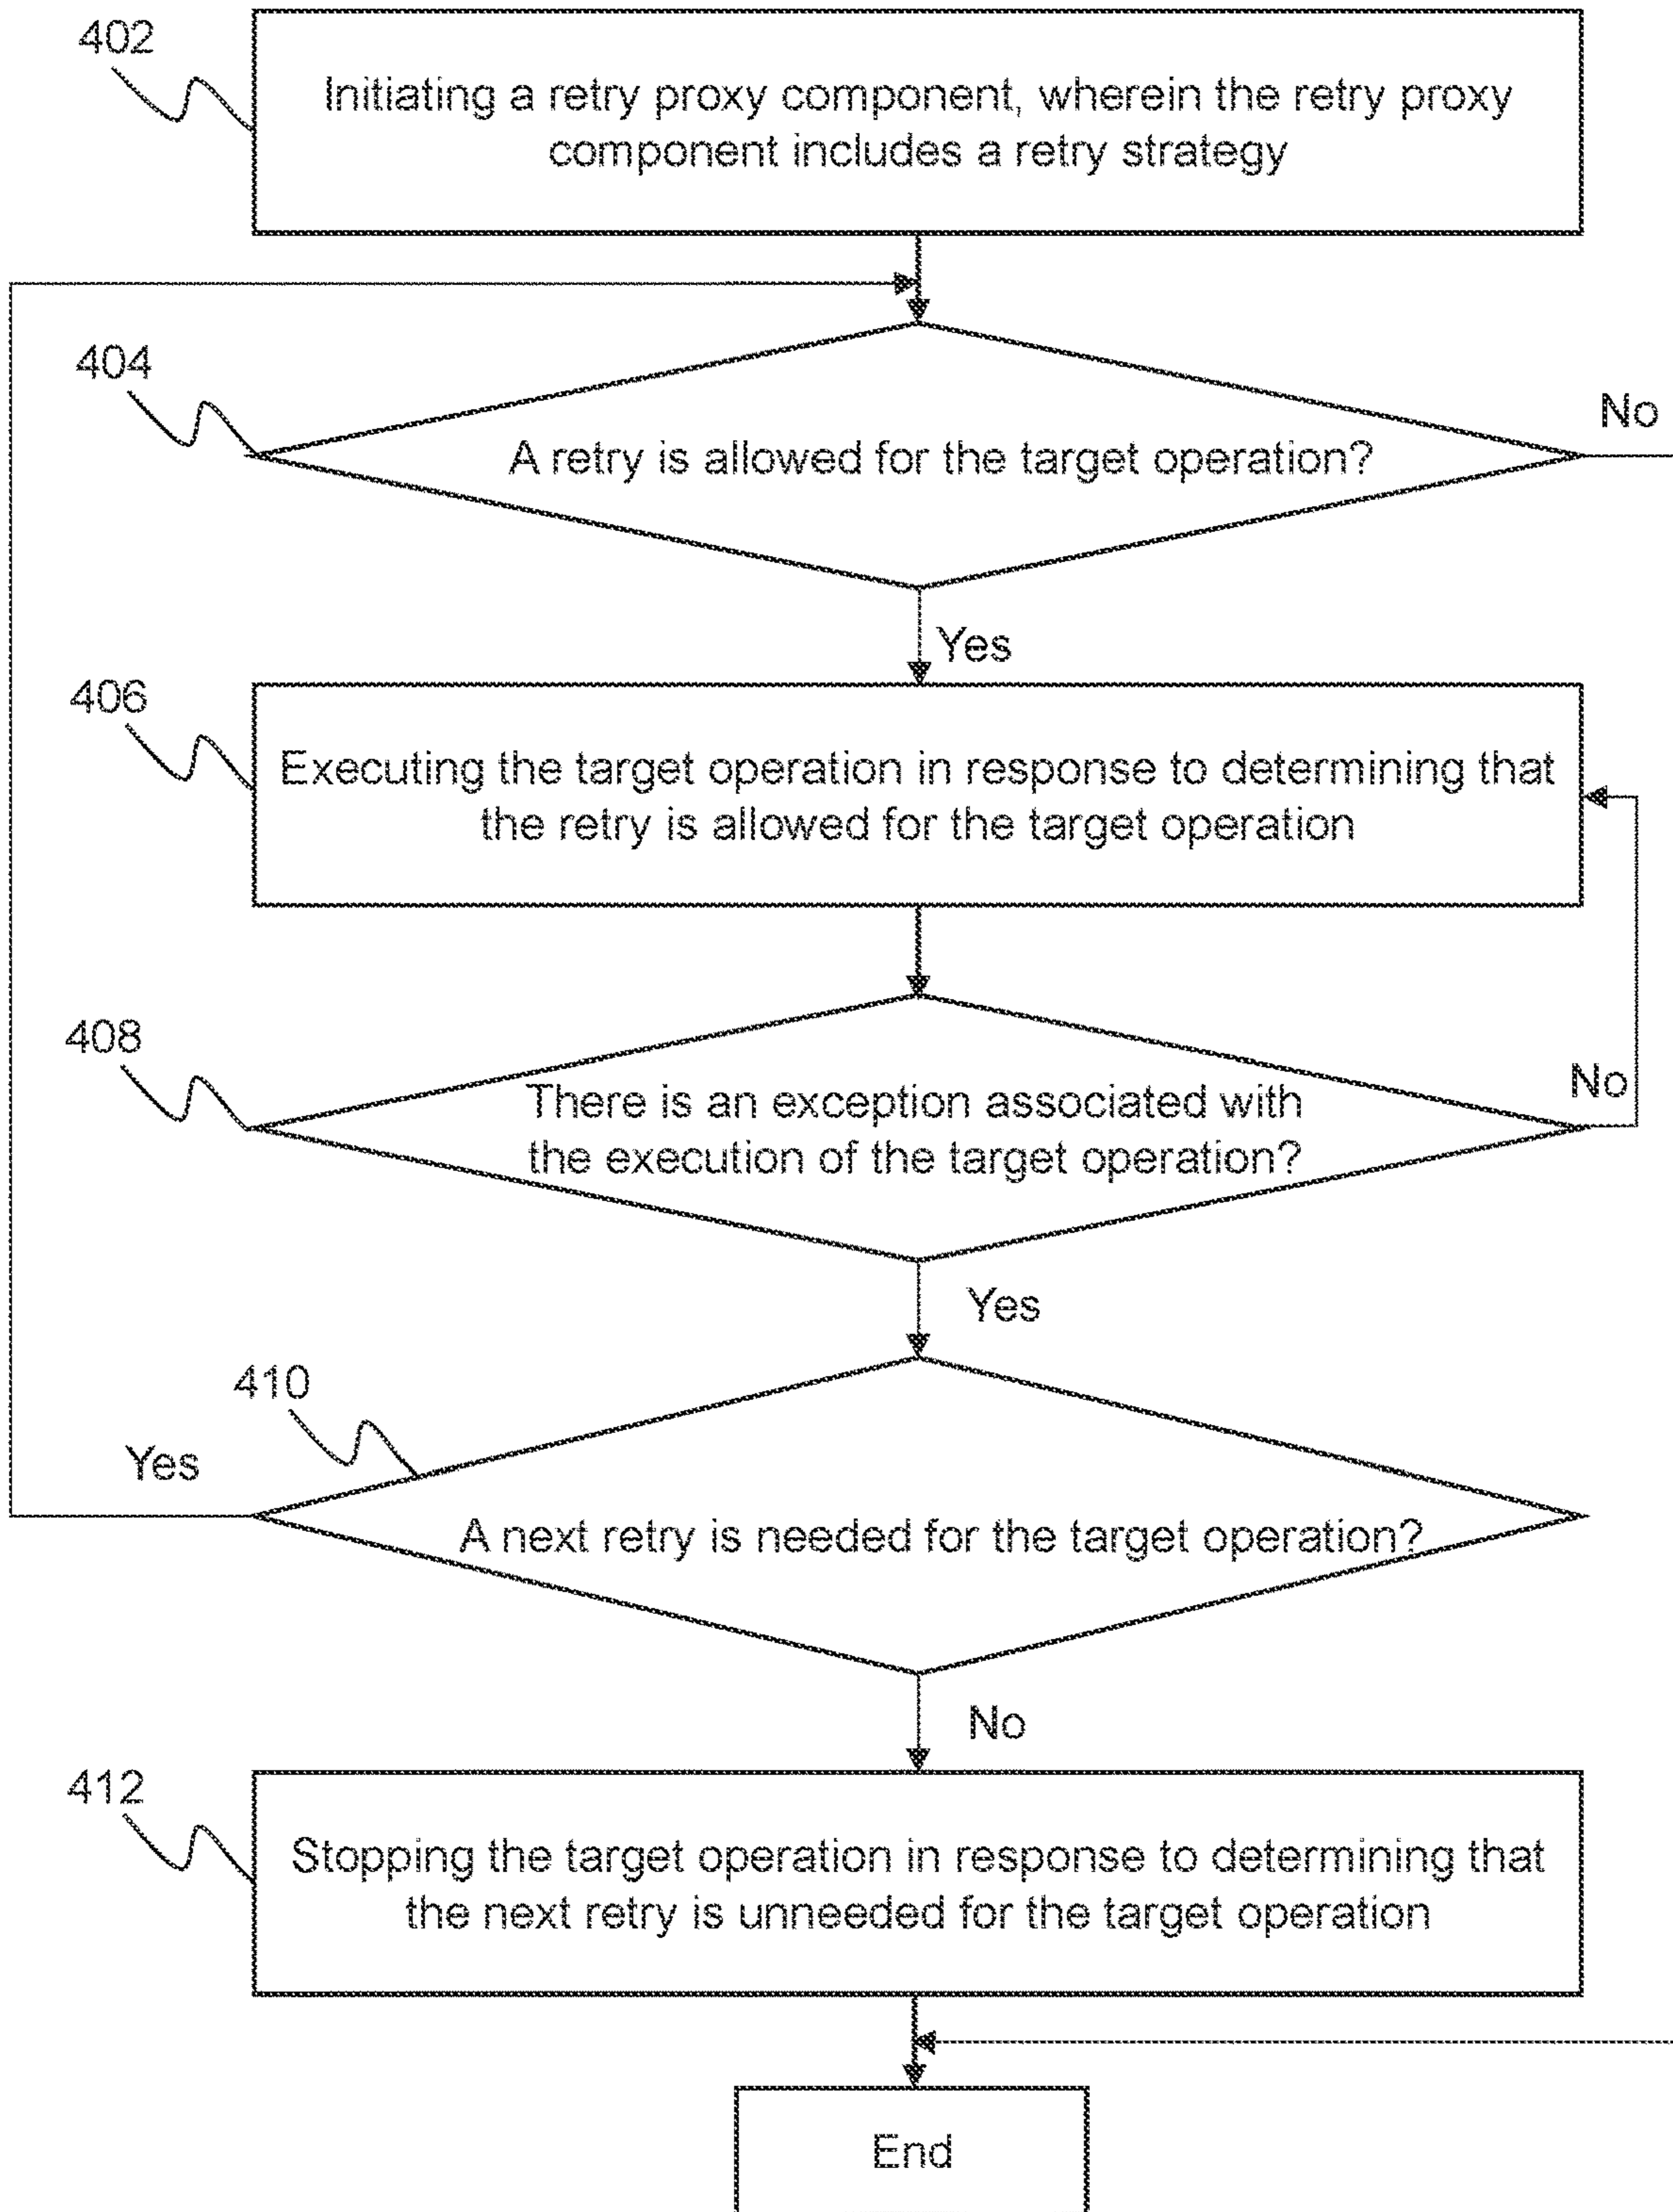 402
Initiating a retry proxy component, wherein the retry proxy
component includes a retry strategy
404
A retry is allowed for the target operation?
No
Yes
406
Executing the target operation in response to determining that
the retry is allowed for the target operation
408
There is an exception associated with
the execution of the target operation?
No
Yes
410
Yes
A next retry is needed for the target operation?
No
412
Stopping the target operation in response to determining that
the next retry is unneeded for the target operation
End